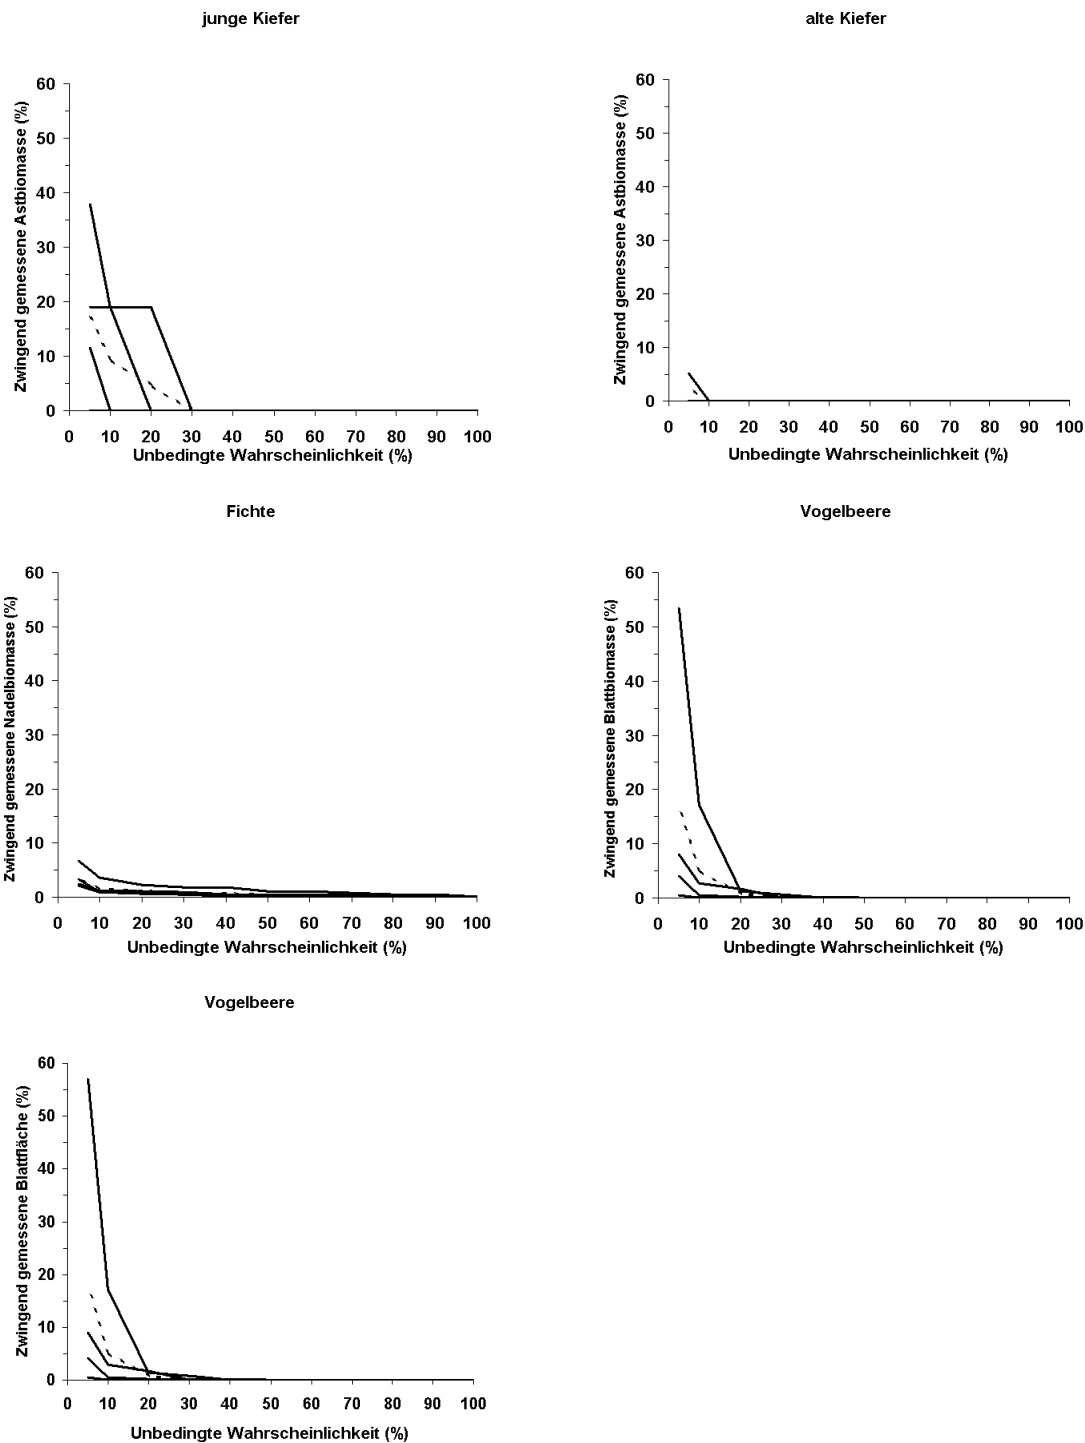 junge Kiefer
Zwingend gemessene Astbiomasse (%)
60
50
40
30
20
10
0
0 10 20 30 40 50 60 70 80 90 100
Unbedingte Wahrscheinlichkeit (%)
alte Kiefer
Zwingend gemessene Astbiomasse (%)
60
50
40
30
20
10
0
0 10 20 30 40 50 60 70 80 90 100
Unbedingte Wahrscheinlichkeit (%)
Fichte
Zwingend gemessene Nadelbiomasse (%)
60
50
40
30
20
10
0
0 10 20 30 40 50 60 70 80 90 100
Unbedingte Wahrscheinlichkeit (%)
Vogelbeere
Zwingend gemessene Blattbiomasse (%)
60
50
40
30
20
10
0
0 10 20 30 40 50 60 70 80 90 100
Unbedingte Wahrscheinlichkeit (%)
Vogelbeere
Zwingend gemessene Blattfläche (%)
60
50
40
30
20
10
0
0 10 20 30 40 50 60 70 80 90 100
Unbedingte Wahrscheinlichkeit (%)